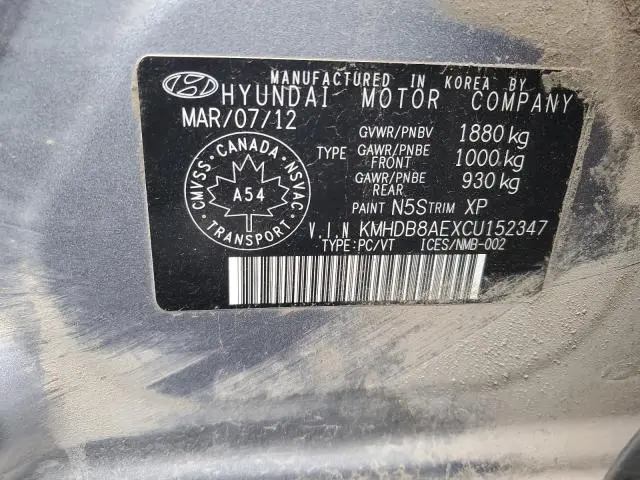 MANUFACTURED IN KOREA BY
HYUNDAI MOTOR COMPANY
MAR/07/12
GVWR/PNBV 1880 kg
TYPE
GAWR/PNBE FRONT 1000 kg
GAWR/PNBE REAR 930 kg
PAINT N5S TRIM XP
V.I.N KMHDB8AEXCU152347
TYPE:PC/VT ICES/NMB-002
CMVSS · CANADA · NSVAC
A54
TRANSPORT